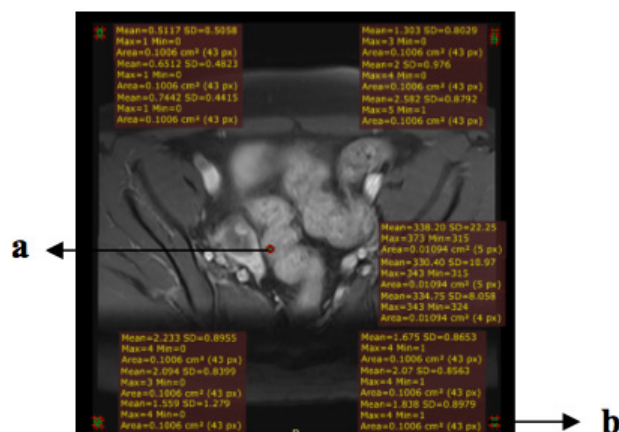 Mean=0.5117 SD=0.5058
Max=1 Min=0
Area=0.1006 cm² (43 px)
Mean=0.6512 SD=0.4823
Max=1 Min=0
Area=0.1006 cm² (43 px)
Mean=0.7442 SD=0.4415
Max=1 Min=0
Area=0.1006 cm² (43 px)
Mean=1.303 SD=0.8029
Max=3 Min=0
Area=0.1006 cm² (43 px)
Mean=2 SD=0.976
Max=4 Min=0
Area=0.1006 cm² (43 px)
Mean=2.582 SD=0.8792
Max=5 Min=1
Area=0.1006 cm² (43 px)
a
Mean=338.20 SD=22.25
Max=373 Min=315
Area=0.01094 cm² (5 px)
Mean=330.40 SD=10.97
Max=343 Min=315
Area=0.01094 cm² (5 px)
Mean=334.75 SD=8.058
Max=343 Min=324
Area=0.01094 cm² (4 px)
Mean=2.233 SD=0.8955
Max=4 Min=0
Area=0.1006 cm² (43 px)
Mean=2.094 SD=0.8399
Max=3 Min=0
Area=0.1006 cm² (43 px)
Mean=1.559 SD=1.279
Max=4 Min=0
Area=0.1006 cm² (43 px)
Mean=1.675 SD=0.8653
Max=4 Min=1
Area=0.1006 cm² (43 px)
Mean=2.07 SD=0.8563
Max=4 Min=1
Area=0.1006 cm² (43 px)
Mean=1.838 SD=0.8979
Max=4 Min=1
Area=0.1006 cm² (43 px)
b